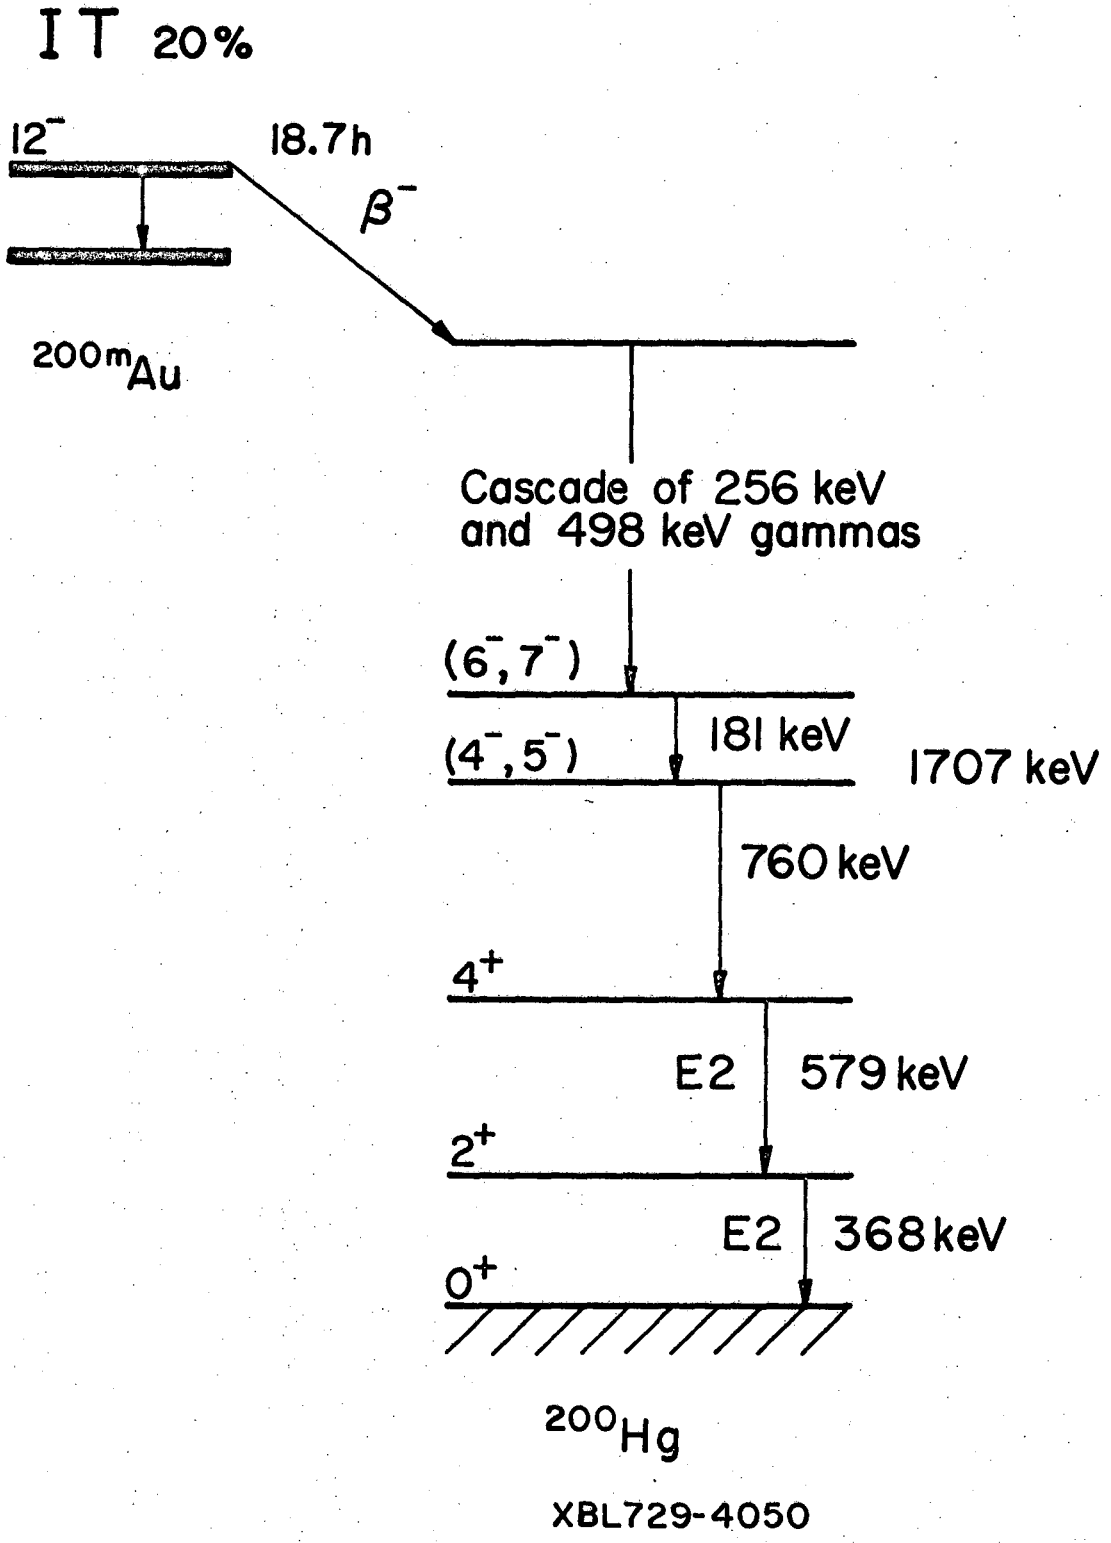 IT 20%
12⁻
18.7h
β⁻
²⁰⁰ᵐAu
Cascade of 256 keV
and 498 keV gammas
(6⁻, 7⁻)
181 keV
(4⁻, 5⁻)
1707 keV
760 keV
4⁺
E2 579 keV
2⁺
E2 368 keV
0⁺
²⁰⁰Hg
XBL729-4050